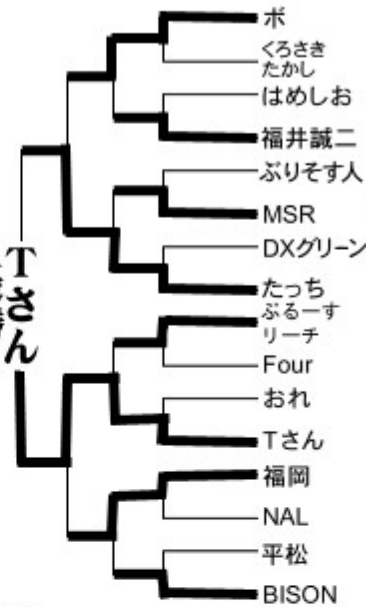 ボ
くろさき
たかし
はめしお
福井誠二
ぶりそす人
MSR
DXグリーン
たっち
ぶるーす
リーチ
Four
おれ
Tさん
福岡
NAL
平松
BISON
Tさん